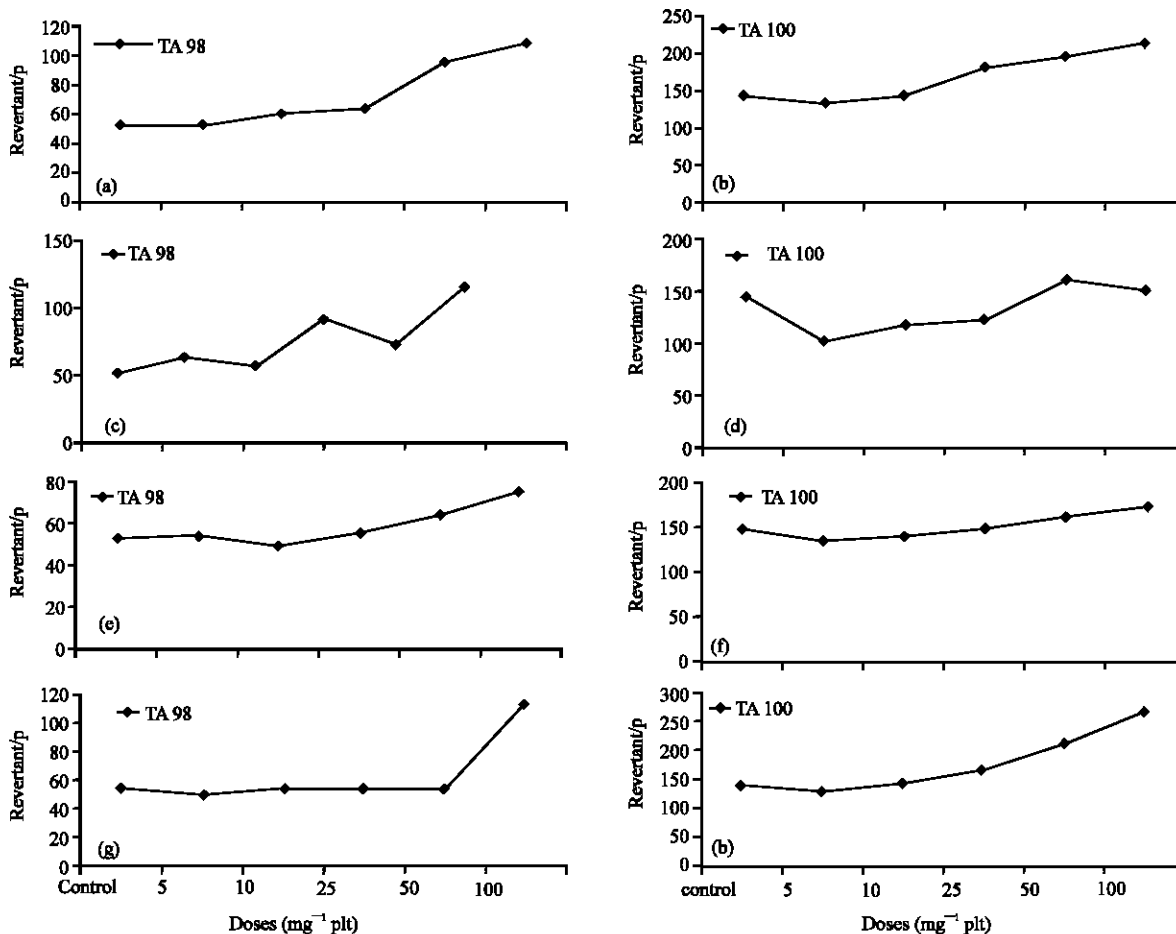 120
100
80
60
40
20
0
Revertant/p
TA 98
(a)
250
200
150
100
50
0
Revertant/p
TA 100
(b)
150
100
50
0
Revertant/p
TA 98
(c)
200
150
100
50
0
Revertant/p
TA 100
(d)
80
60
40
20
0
Revertant/p
TA 98
(e)
200
150
100
50
0
Revertant/p
TA 100
(f)
120
100
80
60
40
20
0
Revertant/p
TA 98
(g)
Control 5 10 25 50 100
Doses (mg⁻¹ plt)
300
250
200
150
100
50
0
Revertant/p
TA 100
(b)
control 5 10 25 50 100
Doses (mg⁻¹ plt)